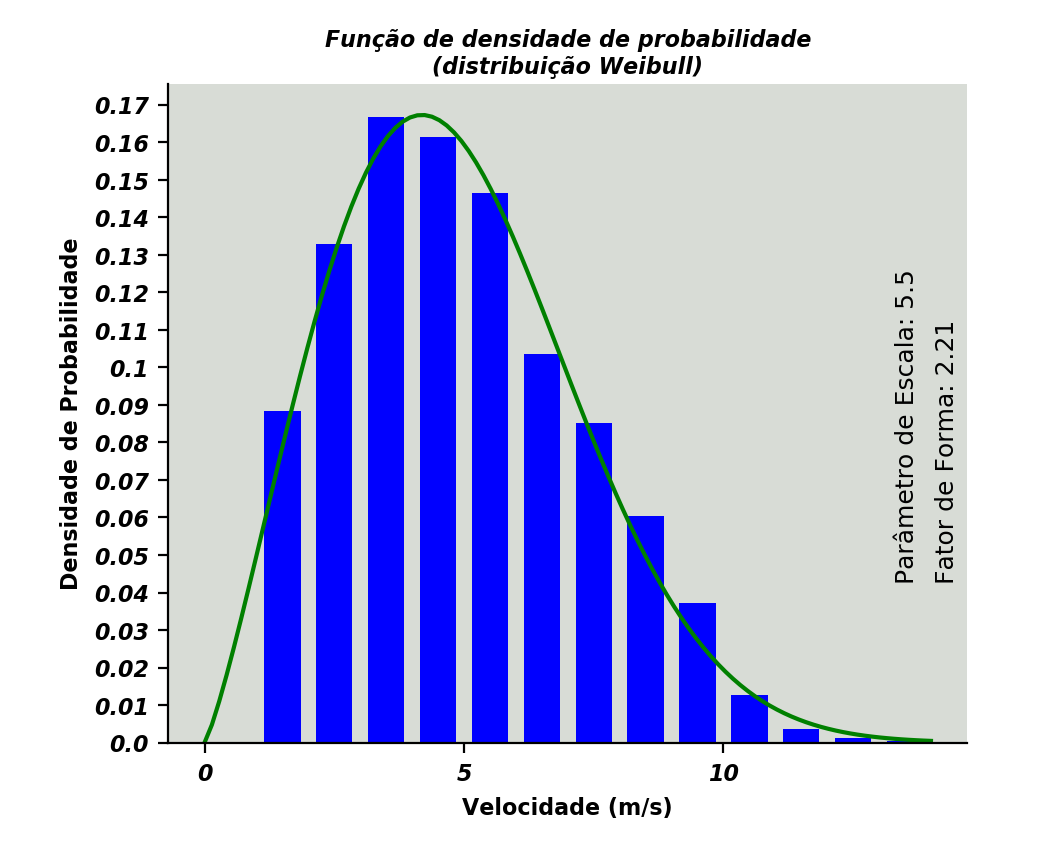 Função de densidade de probabilidade
(distribuição Weibull)
Densidade de Probabilidade
0.17
0.16
0.15
0.14
0.13
0.12
0.11
0.1
0.09
0.08
0.07
0.06
0.05
0.04
0.03
0.02
0.01
0.0
Parâmetro de Escala: 5.5
Fator de Forma: 2.21
0 5 10
Velocidade (m/s)